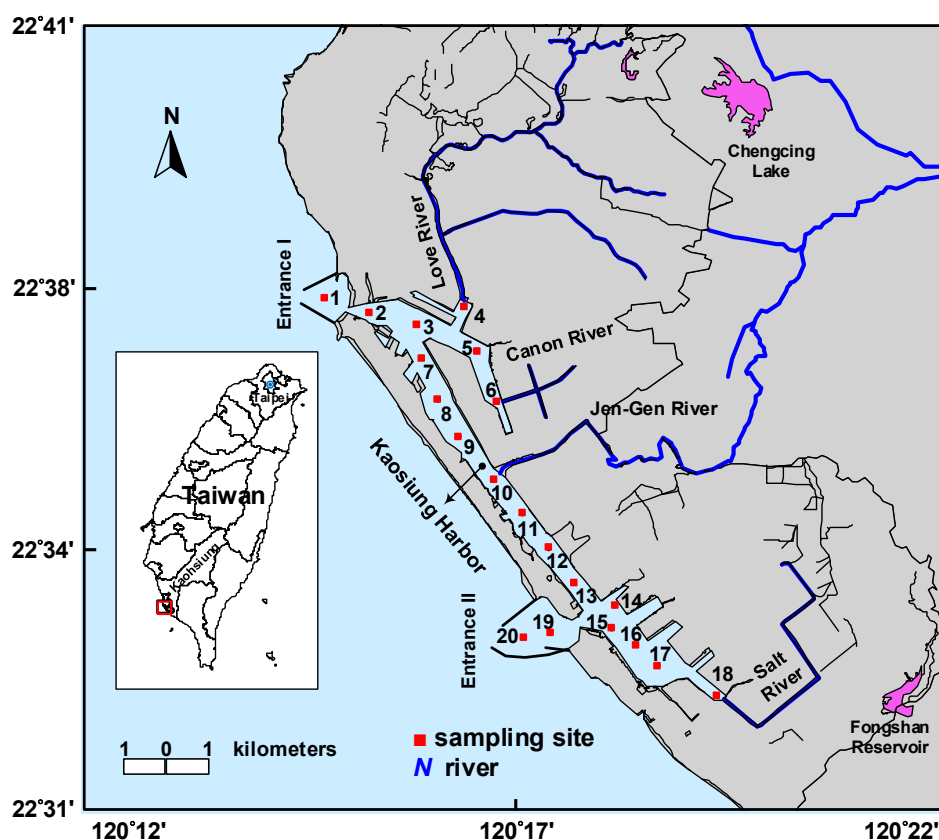 22°41'
N
Chengcing
Lake
Love River
22°38'
Entrance I
1
2
3
4
5
Canon River
6
7
8
Jen-Gen River
9
Kaosiung Harbor
10
11
22°34'
12
13
14
15
16
17
18
19
20
Entrance II
Salt
River
Fongshan
Reservoir
Taipei
Taiwan
Kaohsiung
1 0 1 kilometers
sampling site
N river
22°31'
120°12' 120°17' 120°22'